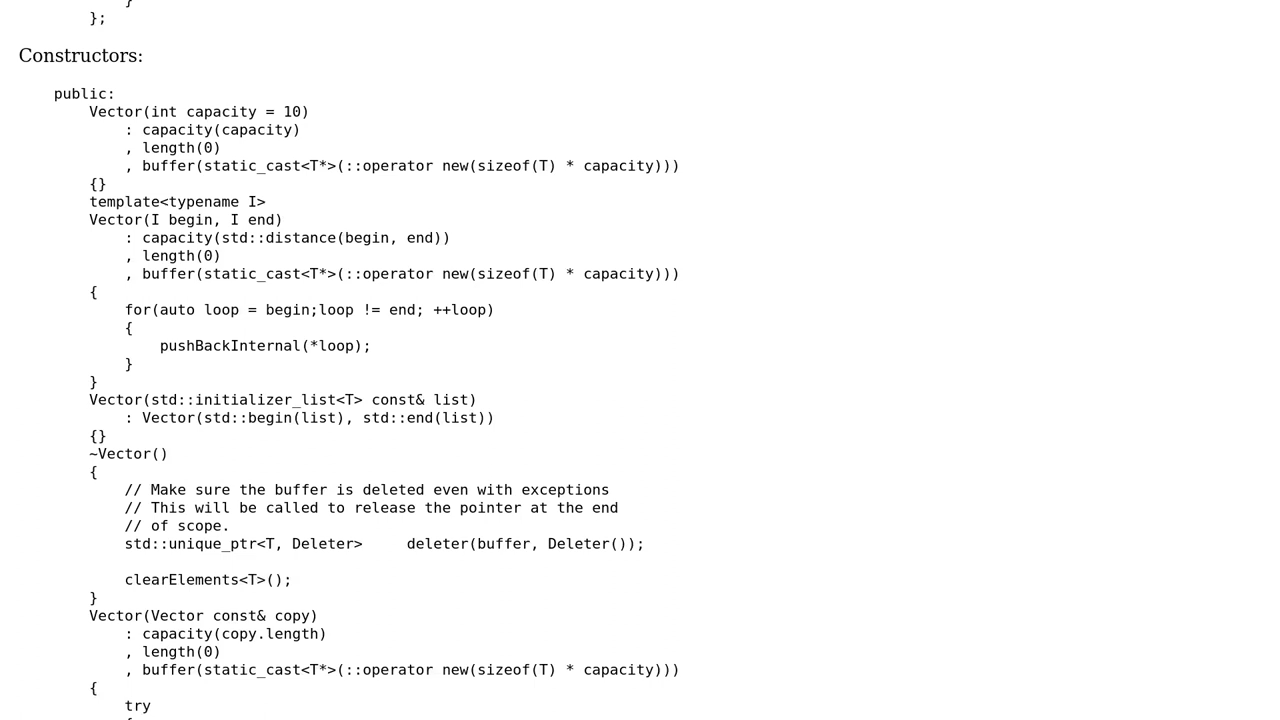 }
};
Constructors:
public:
Vector(int capacity = 10)
: capacity(capacity)
, length(0)
, buffer(static_cast<T*>(::operator new(sizeof(T) * capacity)))
{}
template<typename I>
Vector(I begin, I end)
: capacity(std::distance(begin, end))
, length(0)
, buffer(static_cast<T*>(::operator new(sizeof(T) * capacity)))
{
for(auto loop = begin;loop != end; ++loop)
{
pushBackInternal(*loop);
}
}
Vector(std::initializer_list<T> const& list)
: Vector(std::begin(list), std::end(list))
{}
~Vector()
{
// Make sure the buffer is deleted even with exceptions
// This will be called to release the pointer at the end
// of scope.
std::unique_ptr<T, Deleter>     deleter(buffer, Deleter());
clearElements<T>();
}
Vector(Vector const& copy)
: capacity(copy.length)
, length(0)
, buffer(static_cast<T*>(::operator new(sizeof(T) * capacity)))
{
try
{